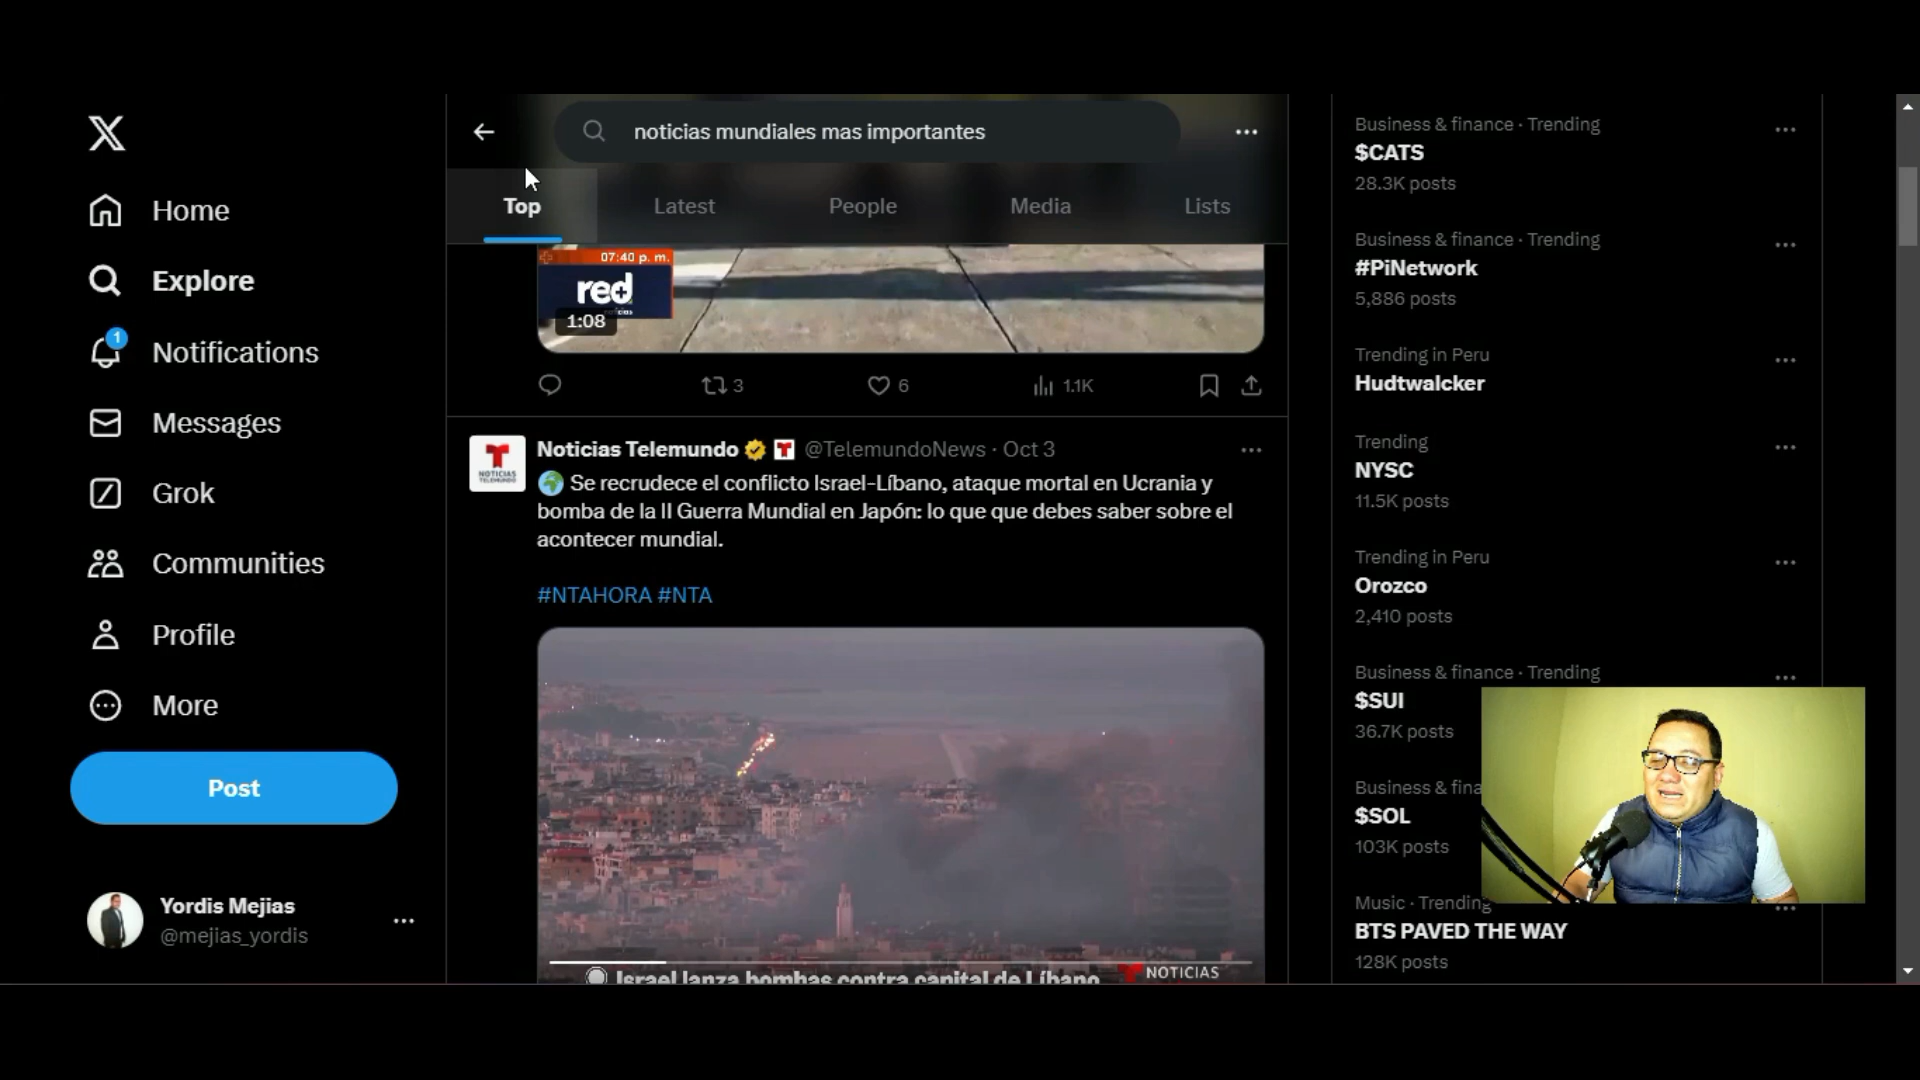 Home
Explore
1
Notifications
Messages
Grok
Communities
Profile
More
Post
Yordis Mejias
@mejias_yordis
noticias mundiales mas importantes
Top
Latest
People
Media
Lists
07:40 p. m.
red+
1:08
3
6
1.1K
Noticias Telemundo @TelemundoNews · Oct 3
NOTICIAS
TELEMUNDO
Se recrudece el conflicto Israel-Líbano, ataque mortal en Ucrania y
bomba de la II Guerra Mundial en Japón: lo que que debes saber sobre el
acontecer mundial.
#NTAHORA #NTA
Israel lanza bombas contra capital de Líbano
NOTICIAS
Business & finance · Trending
$CATS
28.3K posts
Business & finance · Trending
#PiNetwork
5,886 posts
Trending in Peru
Hudtwalcker
Trending
NYSC
11.5K posts
Trending in Peru
Orozco
2,410 posts
Business & finance · Trending
$SUI
36.7K posts
Business & fina
$SOL
103K posts
Music · Trending
BTS PAVED THE WAY
128K posts